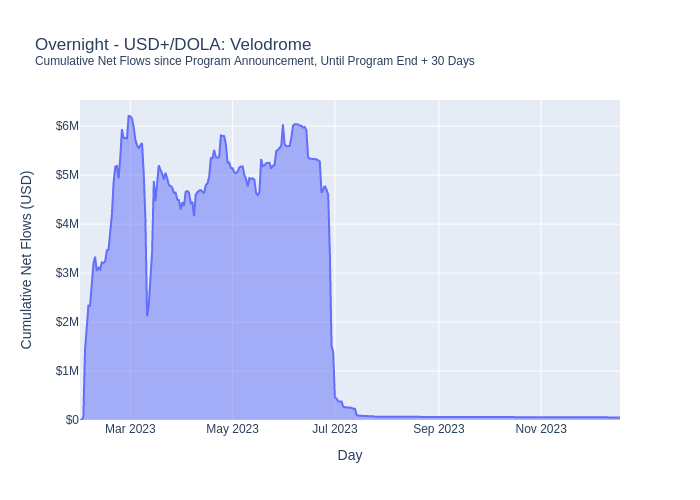 Overnight - USD+/DOLA: Velodrome
Cumulative Net Flows since Program Announcement, Until Program End + 30 Days
Cumulative Net Flows (USD)
$6M
$5M
$4M
$3M
$2M
$1M
$0
Mar 2023 May 2023 Jul 2023 Sep 2023 Nov 2023
Day